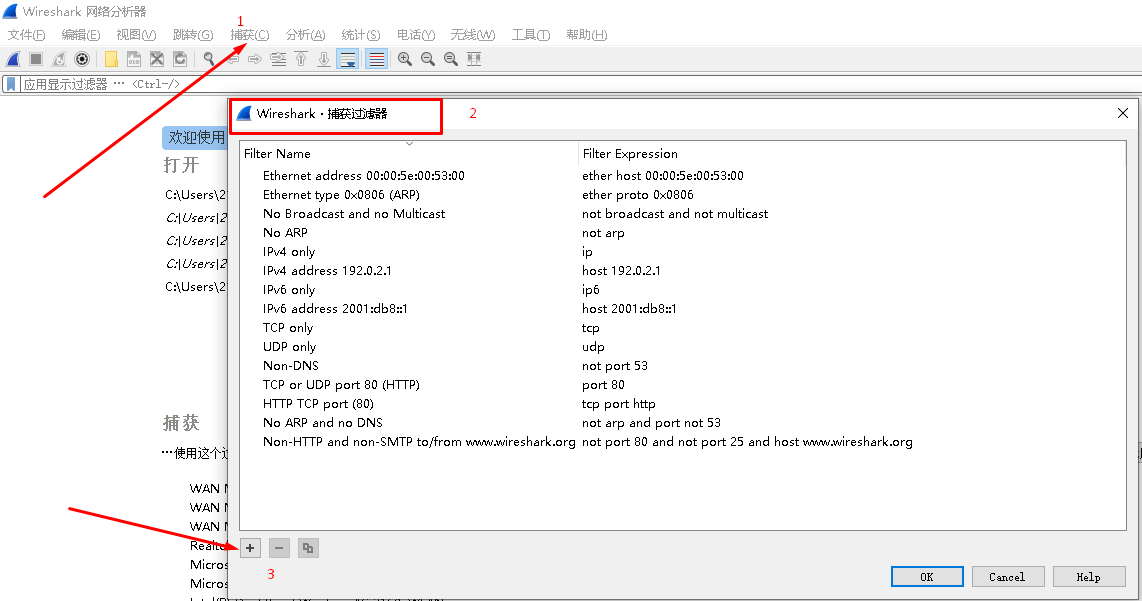 Wireshark 网络分析器
1
文件(F) 编辑(E) 视图(V) 跳转(G) 捕获(C) 分析(A) 统计(S) 电话(Y) 无线(W) 工具(T) 帮助(H)
应用显示过滤器 … <Ctrl-/>
Wireshark · 捕获过滤器
2
欢迎使用
打开
C:\Users\2
C:\Users\2
C:\Users\2
C:\Users\2
C:\Users\2
捕获
…使用这个
WAN
WAN
WAN
Realte
Micros
Micros
Filter Name Filter Expression
Ethernet address 00:00:5e:00:53:00 ether host 00:00:5e:00:53:00
Ethernet type 0x0806 (ARP) ether proto 0x0806
No Broadcast and no Multicast not broadcast and not multicast
No ARP not arp
IPv4 only ip
IPv4 address 192.0.2.1 host 192.0.2.1
IPv6 only ip6
IPv6 address 2001:db8::1 host 2001:db8::1
TCP only tcp
UDP only udp
Non-DNS not port 53
TCP or UDP port 80 (HTTP) port 80
HTTP TCP port (80) tcp port http
No ARP and no DNS not arp and port not 53
Non-HTTP and non-SMTP to/from www.wireshark.org not port 80 and not port 25 and host www.wireshark.org
3
OK Cancel Help